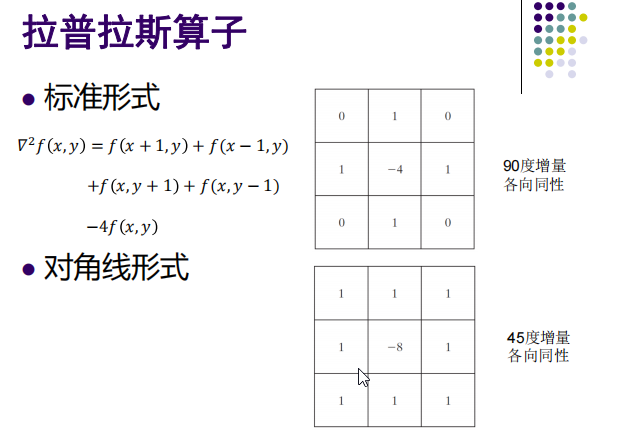 拉普拉斯算子
● 标准形式
∇²f(x,y) = f(x+1,y) + f(x−1,y)
+f(x,y+1) + f(x,y−1)
−4f(x,y)
0 1 0
1 −4 1
0 1 0
90度增量
各向同性
● 对角线形式
1 1 1
1 −8 1
1 1 1
45度增量
各向同性